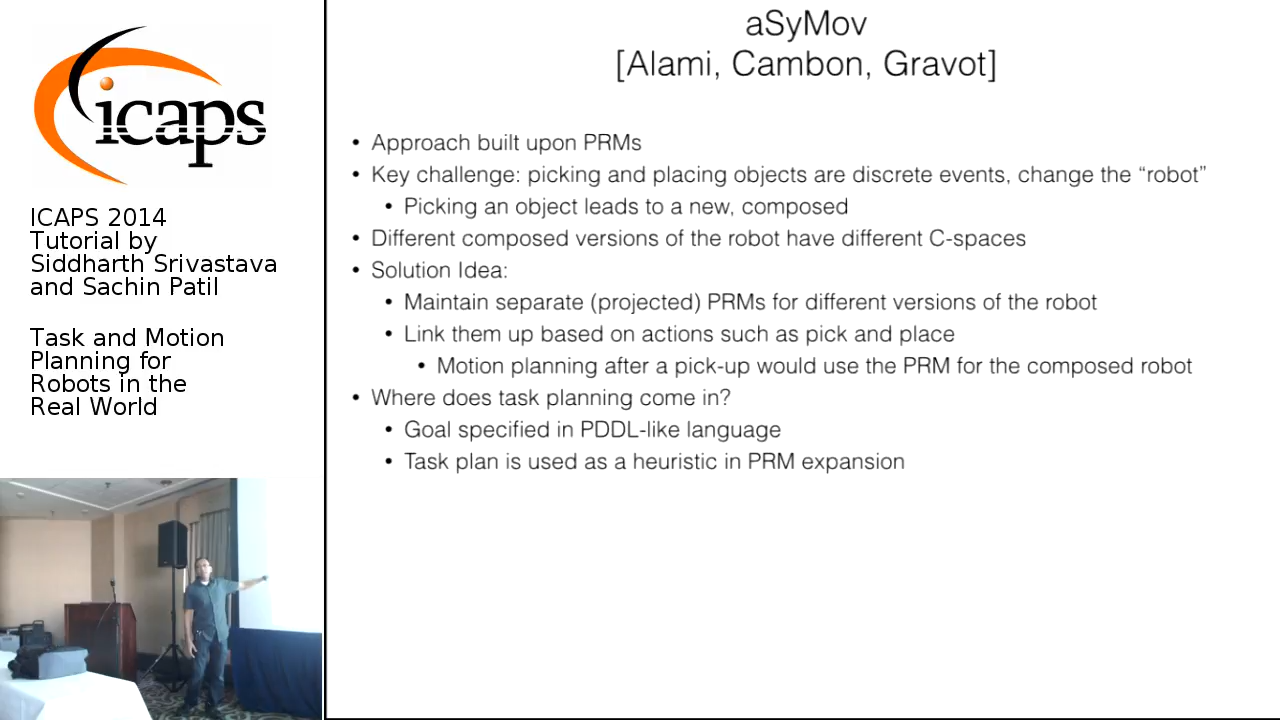 icaps
ICAPS 2014
Tutorial by
Siddharth Srivastava
and Sachin Patil
Task and Motion
Planning for
Robots in the
Real World
aSyMov
[Alami, Cambon, Gravot]
• Approach built upon PRMs
• Key challenge: picking and placing objects are discrete events, change the “robot”
• Picking an object leads to a new, composed
• Different composed versions of the robot have different C-spaces
• Solution Idea:
• Maintain separate (projected) PRMs for different versions of the robot
• Link them up based on actions such as pick and place
• Motion planning after a pick-up would use the PRM for the composed robot
• Where does task planning come in?
• Goal specified in PDDL-like language
• Task plan is used as a heuristic in PRM expansion